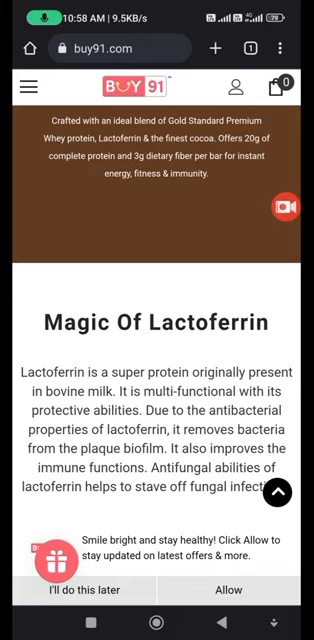 10:58 AM | 9.5KB/s
4G
79
buy91.com
1
BUY 91
0
Crafted with an ideal blend of Gold Standard Premium
Whey protein, Lactoferrin & the finest cocoa. Offers 20g of
complete protein and 3g dietary fiber per bar for instant
energy, fitness & immunity.
Magic Of Lactoferrin
Lactoferrin is a super protein originally present
in bovine milk. It is multi-functional with its
protective abilities. Due to the antibacterial
properties of lactoferrin, it removes bacteria
from the plaque biofilm. It also improves the
immune functions. Antifungal abilities of
lactoferrin helps to stave off fungal
Smile bright and stay healthy! Click Allow to
stay updated on latest offers & more.
I'll do this later
Allow